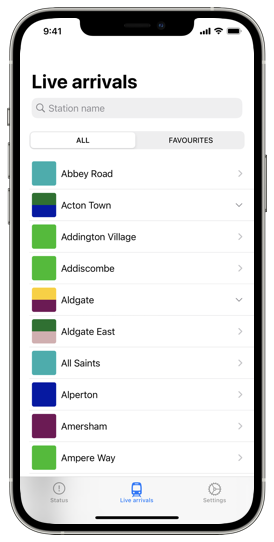 9:41
Live arrivals
Station name
ALL FAVOURITES
Abbey Road
Acton Town
Addington Village
Addiscombe
Aldgate
Aldgate East
All Saints
Alperton
Amersham
Ampere Way
Status Live arrivals Settings